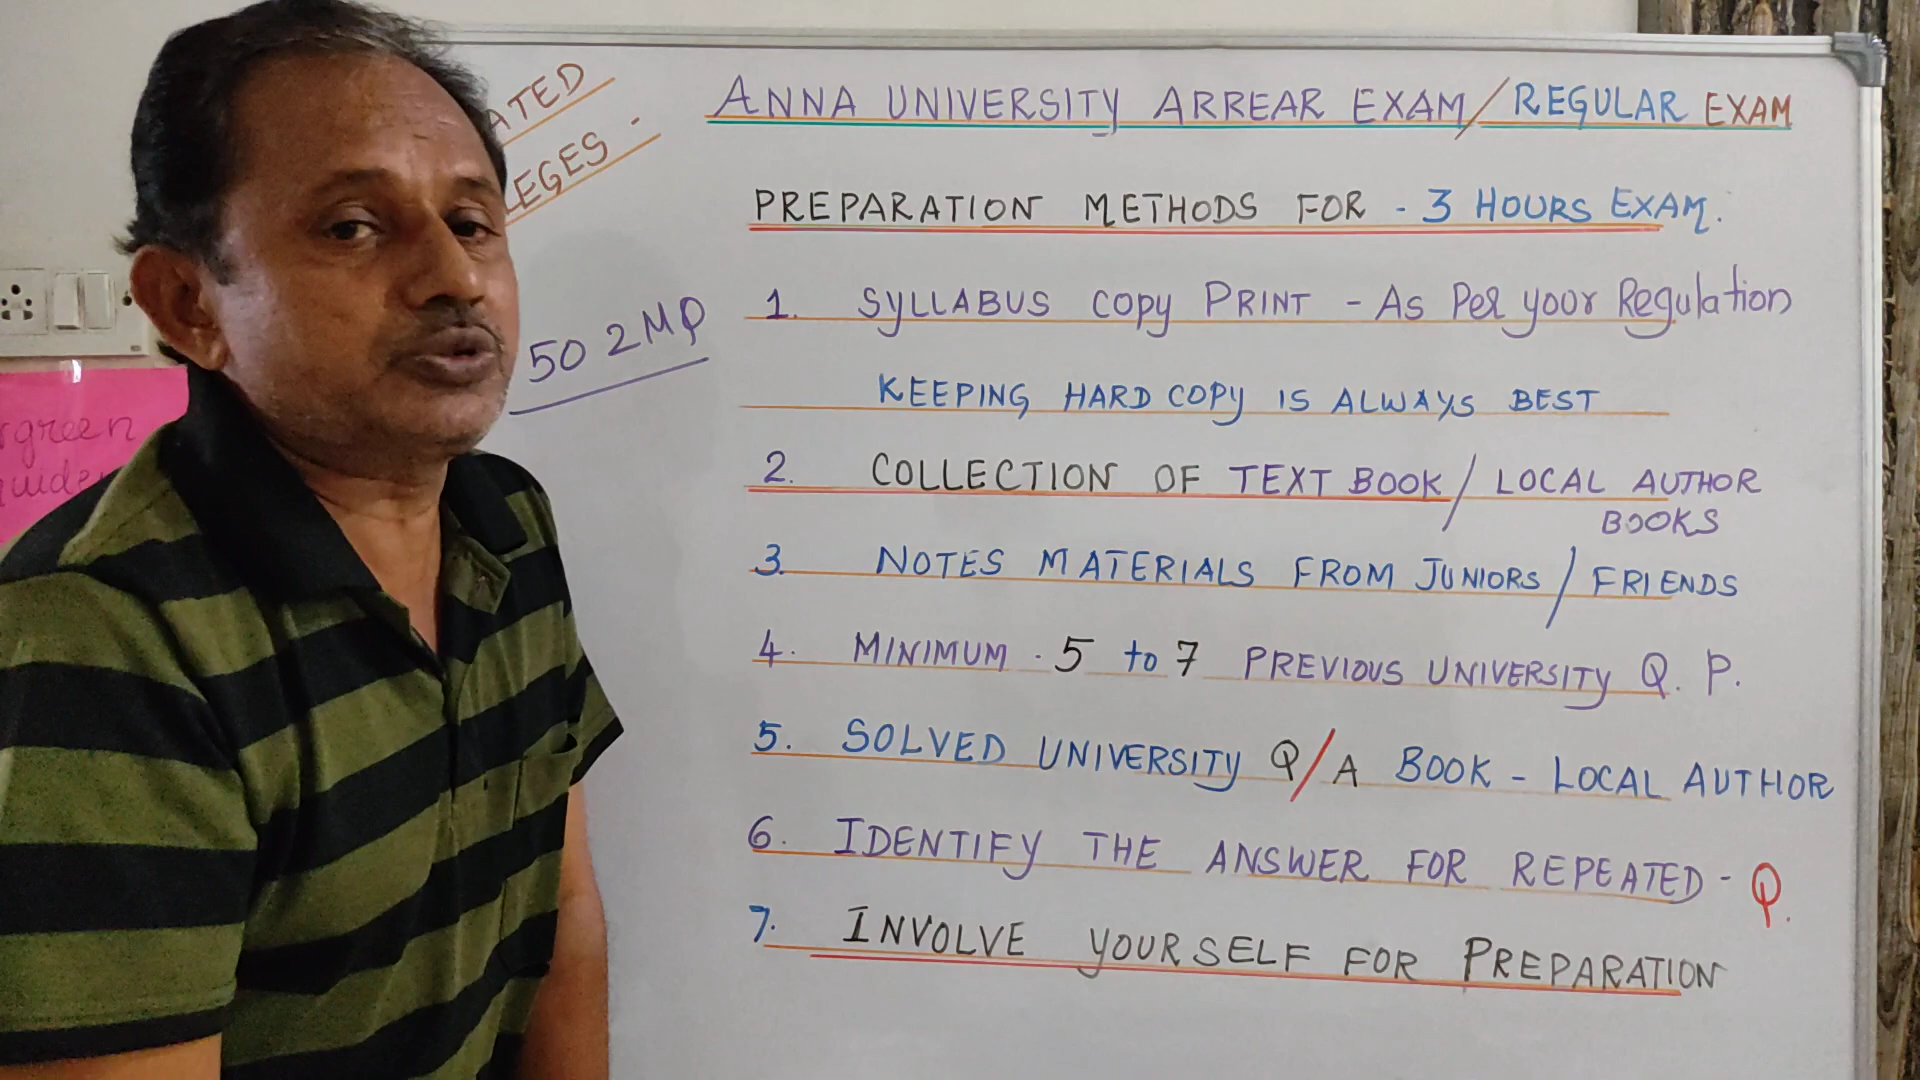 ATED
LEGES -
ANNA UNIVERSITY ARREAR EXAM/REGULAR EXAM
PREPARATION METHODS FOR - 3 HOURS EXAM.
50 2MQ
1. SYLLABUS COPY PRINT - As Per your Regulation
KEEPING HARD COPY IS ALWAYS BEST
2. COLLECTION OF TEXT BOOK / LOCAL AUTHOR
BOOKS
3. NOTES MATERIALS FROM JUNIORS / FRIENDS
4. MINIMUM . 5 to 7 PREVIOUS UNIVERSITY Q. P.
5. SOLVED UNIVERSITY Q/A BOOK - LOCAL AUTHOR
6. IDENTIFY THE ANSWER FOR REPEATED - Q.
7. INVOLVE YOURSELF FOR PREPARATION
rgreen